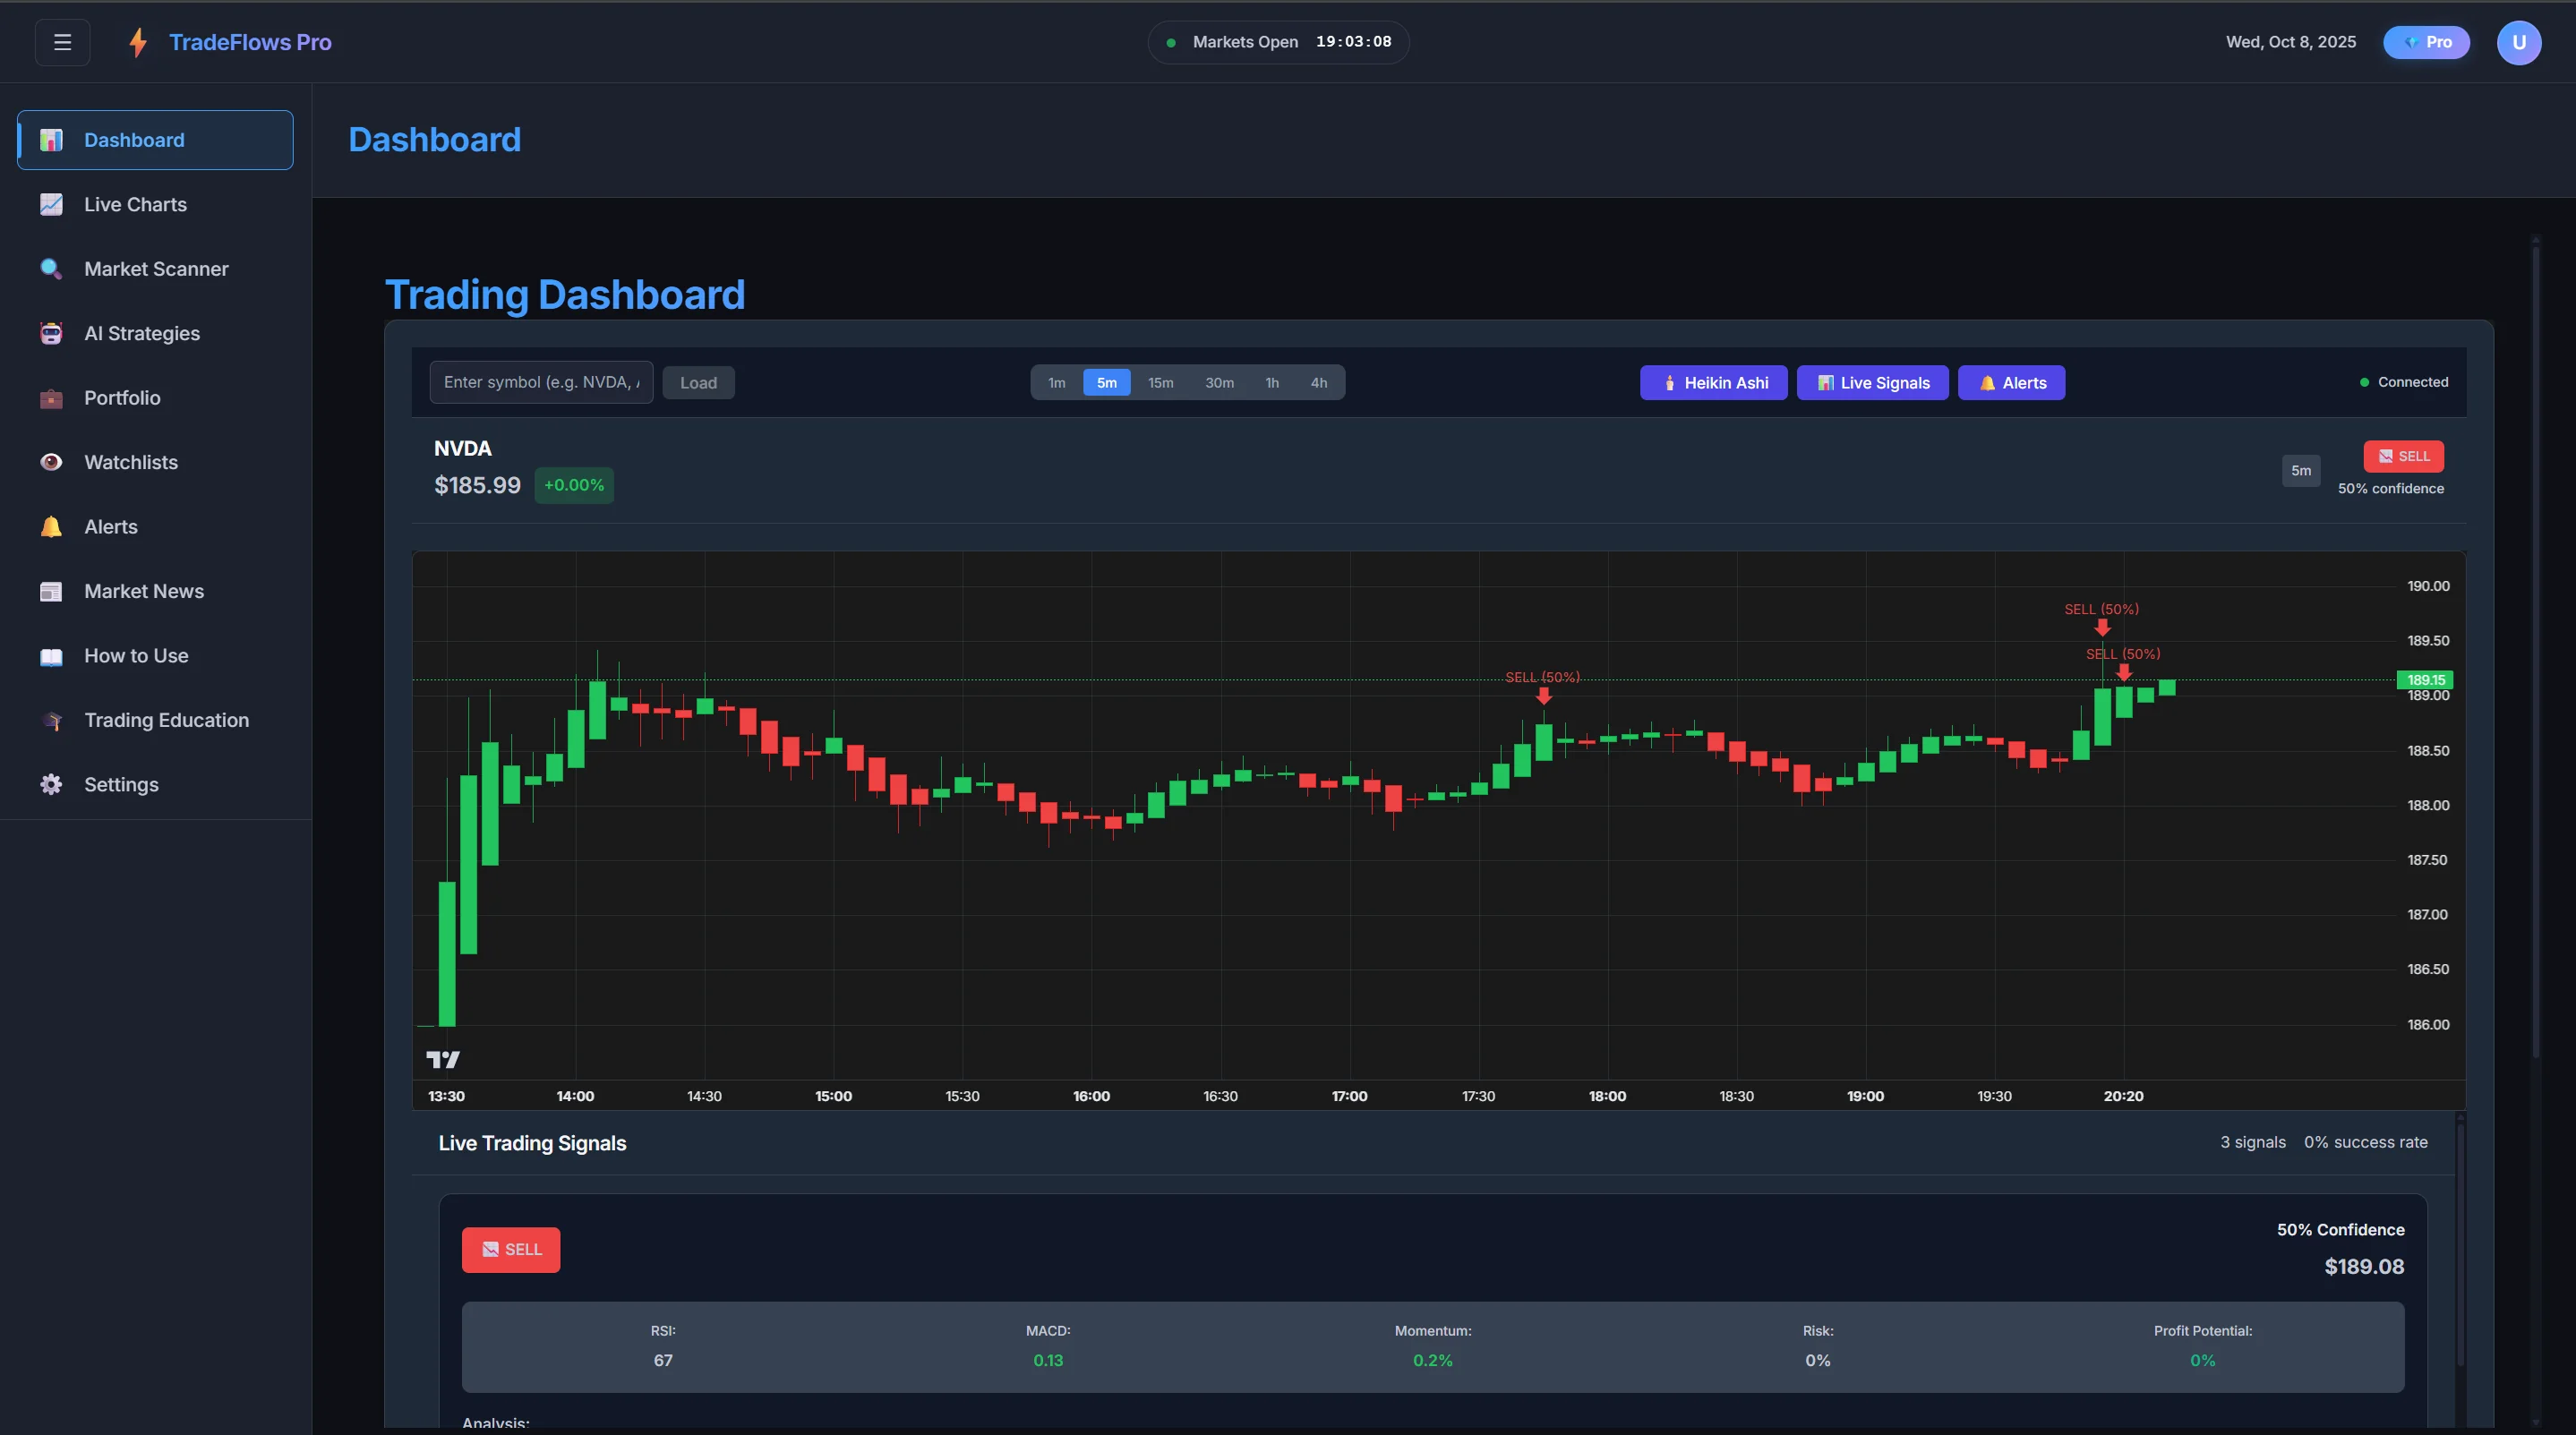 ☰ TradeFlows Pro
Markets Open 19:03:08
Wed, Oct 8, 2025
Pro
U
Dashboard
Live Charts
Market Scanner
AI Strategies
Portfolio
Watchlists
Alerts
Market News
How to Use
Trading Education
Settings
Dashboard
Trading Dashboard
Enter symbol (e.g. NVDA,
Load
1m 5m 15m 30m 1h 4h
Heikin Ashi
Live Signals
Alerts
Connected
NVDA
$185.99 +0.00%
5m
SELL
50% confidence
SELL (50%)
SELL (50%)
SELL (50%)
190.00
189.50
189.15
189.00
188.50
188.00
187.50
187.00
186.50
186.00
13:30 14:00 14:30 15:00 15:30 16:00 16:30 17:00 17:30 18:00 18:30 19:00 19:30 20:20
Live Trading Signals
3 signals 0% success rate
SELL
50% Confidence
$189.08
RSI: MACD: Momentum: Risk: Profit Potential:
67 0.13 0.2% 0% 0%
Analysis: